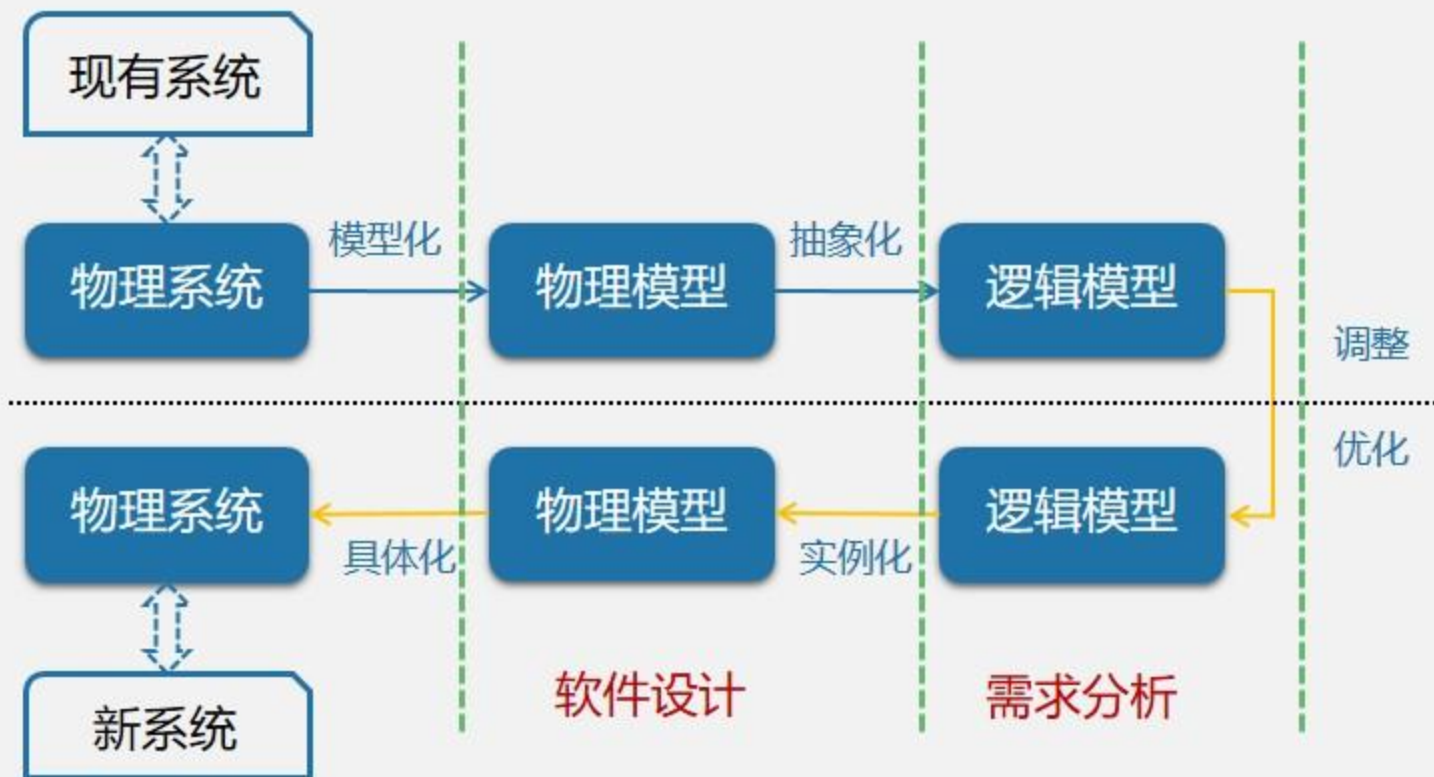 现有系统
模型化
抽象化
物理系统
物理模型
逻辑模型
调整
优化
物理系统
物理模型
逻辑模型
具体化
实例化
软件设计
需求分析
新系统